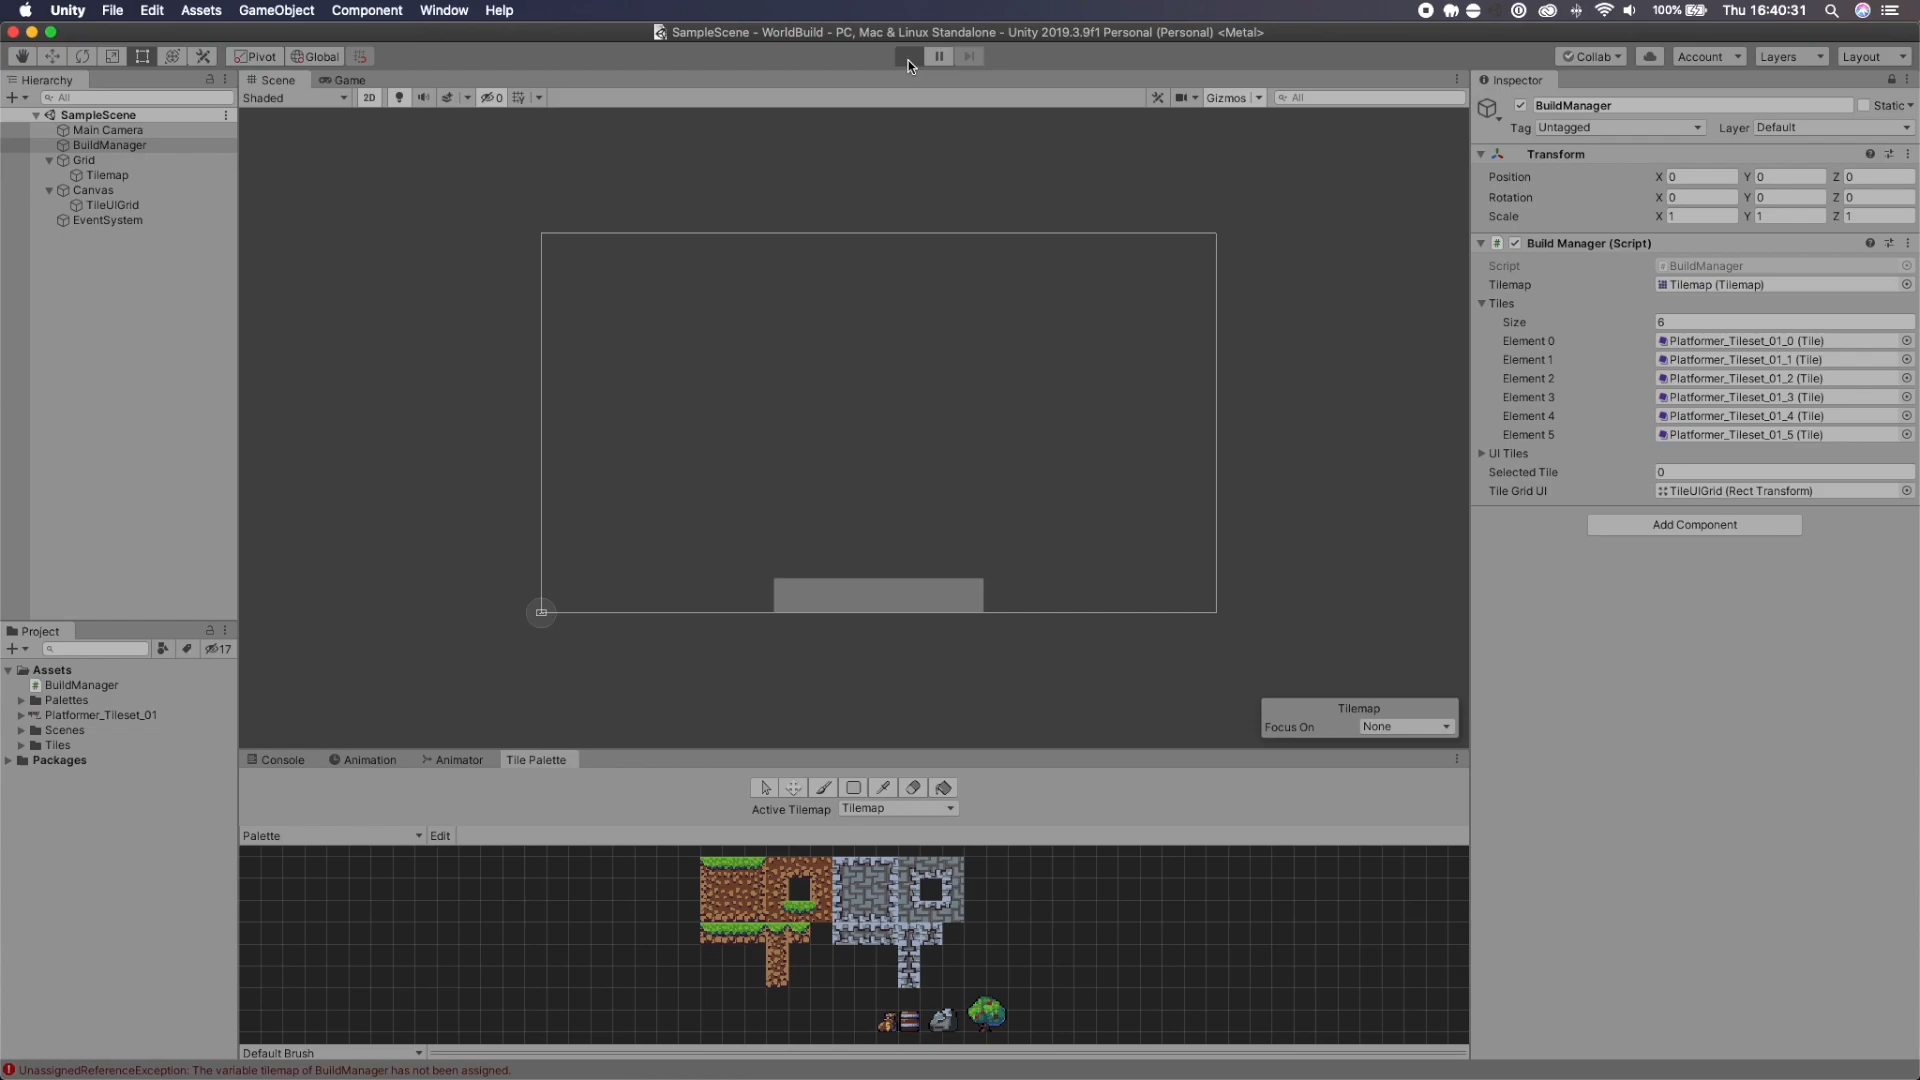 Unity File Edit Assets GameObject Component Window Help
100% Thu 16:40:31
SampleScene - WorldBuild - PC, Mac & Linux Standalone - Unity 2019.3.9f1 Personal (Personal) <Metal>
Pivot Global
Collab Account Layers Layout
Hierarchy
All
SampleScene
Main Camera
BuildManager
Grid
Tilemap
Canvas
TileUIGrid
EventSystem
Scene Game
Shaded 2D 0 Gizmos All
Tilemap
Focus On None
Project
17
Assets
BuildManager
Palettes
Platformer_Tileset_01
Scenes
Tiles
Packages
Console Animation Animator Tile Palette
Active Tilemap Tilemap
Palette Edit
Default Brush
Inspector
BuildManager Static
Tag Untagged Layer Default
Transform
Position X 0 Y 0 Z 0
Rotation X 0 Y 0 Z 0
Scale X 1 Y 1 Z 1
# Build Manager (Script)
Script BuildManager
Tilemap Tilemap (Tilemap)
Tiles
Size 6
Element 0 Platformer_Tileset_01_0 (Tile)
Element 1 Platformer_Tileset_01_1 (Tile)
Element 2 Platformer_Tileset_01_2 (Tile)
Element 3 Platformer_Tileset_01_3 (Tile)
Element 4 Platformer_Tileset_01_4 (Tile)
Element 5 Platformer_Tileset_01_5 (Tile)
UI Tiles
Selected Tile 0
Tile Grid UI TileUIGrid (Rect Transform)
Add Component
UnassignedReferenceException: The variable tilemap of BuildManager has not been assigned.